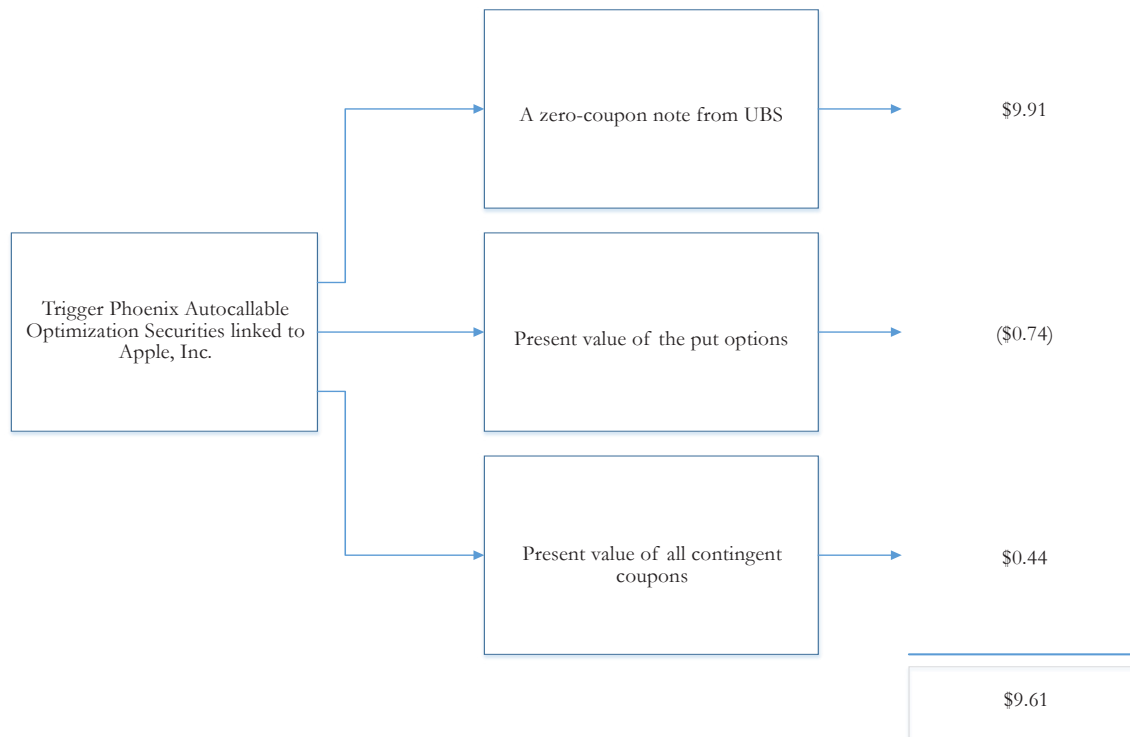 A zero-coupon note from UBS
$9.91
Trigger Phoenix Autocallable
Optimization Securities linked to
Apple, Inc.
Present value of the put options
($0.74)
Present value of all contingent
coupons
$0.44
$9.61